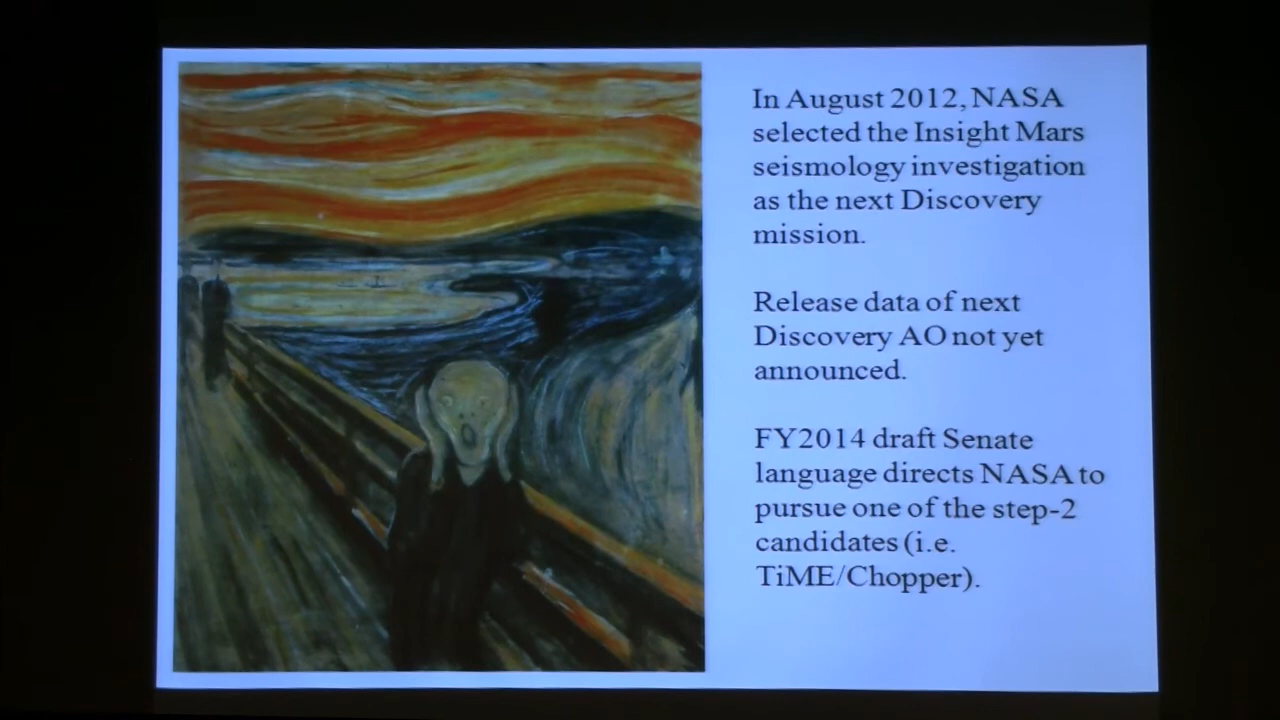 In August 2012, NASA
selected the Insight Mars
seismology investigation
as the next Discovery
mission.
Release data of next
Discovery AO not yet
announced.
FY2014 draft Senate
language directs NASA to
pursue one of the step-2
candidates (i.e.
TiME/Chopper).